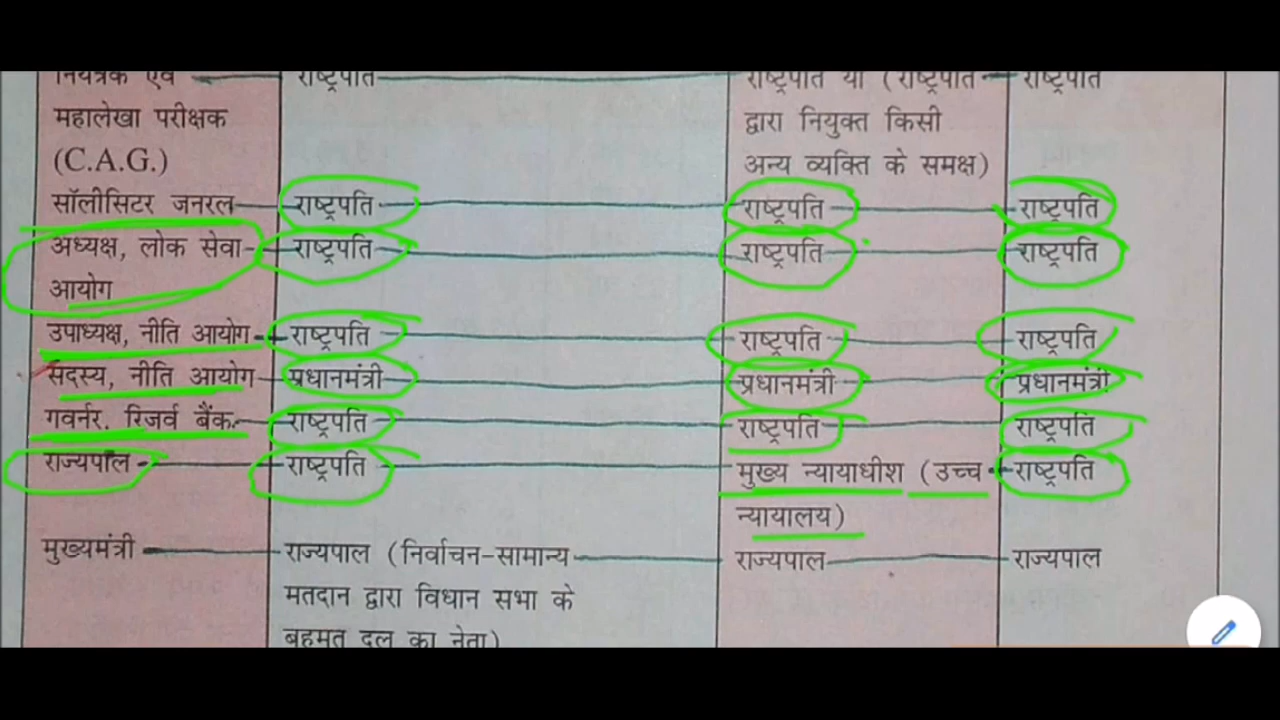 नियंत्रक एवं राष्ट्रपति राष्ट्रपति या (राष्ट्रपति राष्ट्रपति
महालेखा परीक्षक द्वारा नियुक्त किसी
(C.A.G.) अन्य व्यक्ति के समक्ष)
सॉलीसिटर जनरल राष्ट्रपति राष्ट्रपति राष्ट्रपति
अध्यक्ष, लोक सेवा राष्ट्रपति राष्ट्रपति राष्ट्रपति
आयोग
उपाध्यक्ष, नीति आयोग राष्ट्रपति राष्ट्रपति राष्ट्रपति
सदस्य, नीति आयोग प्रधानमंत्री प्रधानमंत्री प्रधानमंत्री
गवर्नर, रिजर्व बैंक राष्ट्रपति राष्ट्रपति राष्ट्रपति
राज्यपाल राष्ट्रपति मुख्य न्यायाधीश (उच्च राष्ट्रपति
न्यायालय)
मुख्यमंत्री राज्यपाल (निर्वाचन-सामान्य राज्यपाल राज्यपाल
मतदान द्वारा विधान सभा के
बहुमत दल का नेता)